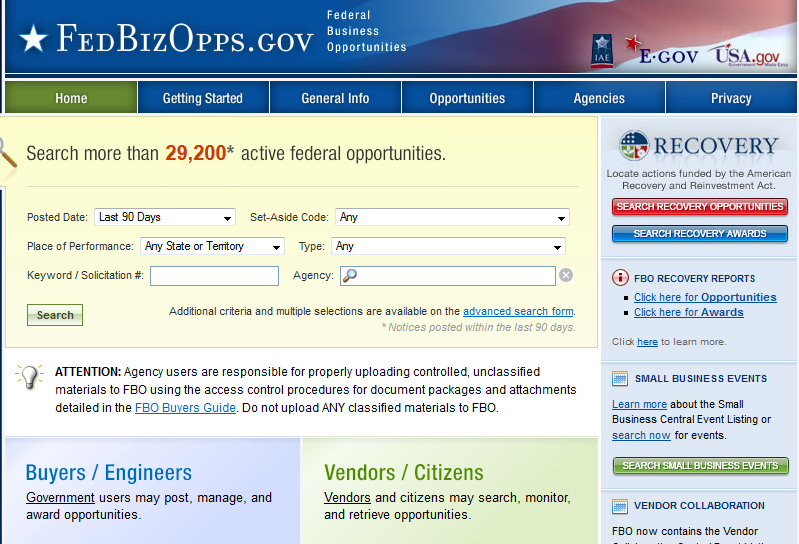 FedBizOpps.gov
Federal
Business
Opportunities
IAE
E·GOV
USA.gov
Government Made Easy
Home
Getting Started
General Info
Opportunities
Agencies
Privacy
Search more than 29,200* active federal opportunities.
Posted Date: Last 90 Days Set-Aside Code: Any
Place of Performance: Any State or Territory Type: Any
Keyword / Solicitation #: Agency:
Search
Additional criteria and multiple selections are available on the advanced search form.
* Notices posted within the last 90 days.
ATTENTION: Agency users are responsible for properly uploading controlled, unclassified
materials to FBO using the access control procedures for document packages and attachments
detailed in the FBO Buyers Guide. Do not upload ANY classified materials to FBO.
Buyers / Engineers
Government users may post, manage, and
award opportunities.
Vendors / Citizens
Vendors and citizens may search, monitor,
and retrieve opportunities.
RECOVERY
Locate actions funded by the American
Recovery and Reinvestment Act.
SEARCH RECOVERY OPPORTUNITIES
SEARCH RECOVERY AWARDS
FBO RECOVERY REPORTS
Click here for Opportunities
Click here for Awards
Click here to learn more.
SMALL BUSINESS EVENTS
Learn more about the Small
Business Central Event Listing or
search now for events.
SEARCH SMALL BUSINESS EVENTS
VENDOR COLLABORATION
FBO now contains the Vendor